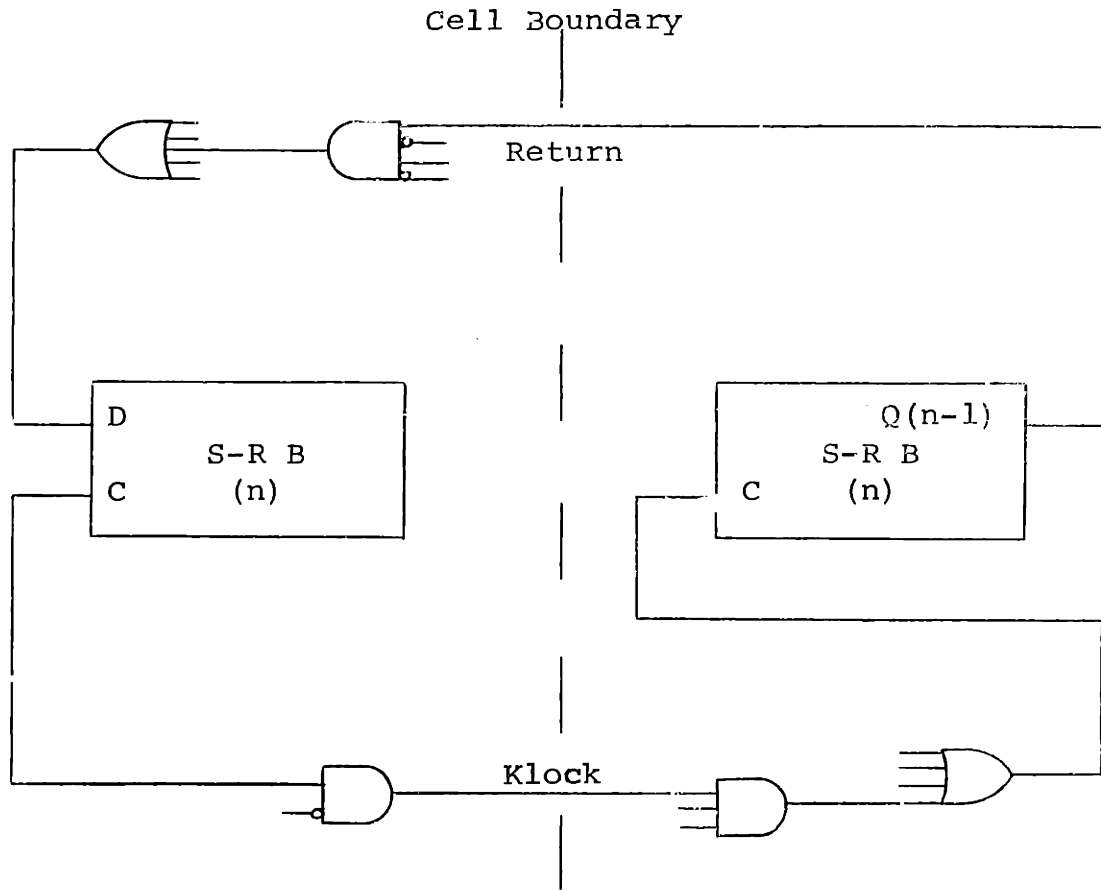 Cell Boundary
Return
D
S-R B
C
(n)
Q(n-1)
S-R B
C
(n)
Klock